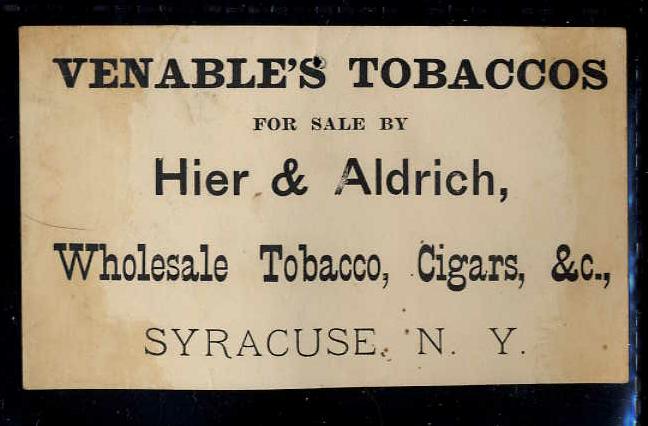 VENABLE'S TOBACCOS
FOR SALE BY
Hier & Aldrich,
Wholesale Tobacco, Cigars, &c.,
SYRACUSE, N. Y.